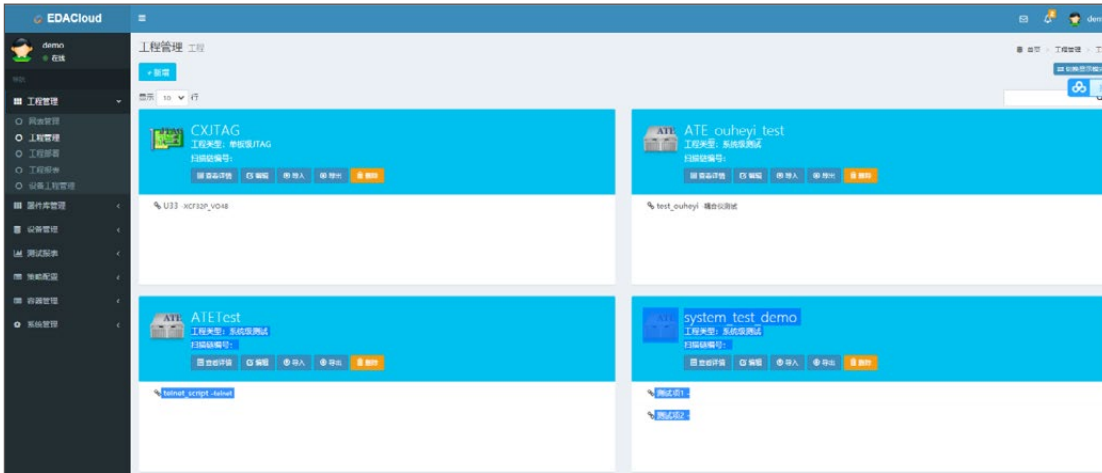 EDACloud
demo
在线
工程管理
工程管理
工程部署
工程报表
设备工程管理
器件库管理
设备管理
测试报表
策略配置
容器管理
系统管理
工程管理 工程
+新增
显示 10 行
首页 工程管理
CXJTAG
工程类型：单板级JTAG
扫描链编号：
查看详情 编辑 导入 导出 删除
U33 -XCF32P_VO48
ATE_ouheyi_test
工程类型：系统级测试
扫描链编号：
查看详情 编辑 导入 导出 删除
test_ouheyi -耦合仪测试
ATETest
工程类型：系统级测试
扫描链编号：
查看详情 编辑 导入 导出 删除
telnet_script -telnet
system_test_demo
工程类型：系统级测试
扫描链编号：
查看详情 编辑 导入 导出 删除
测试项1 -
测试项2 -